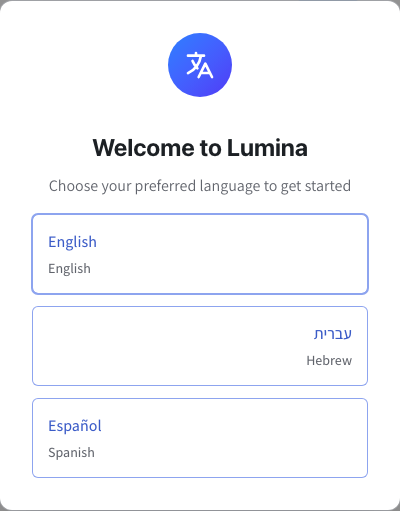 Welcome to Lumina
Choose your preferred language to get started
English
English
עברית
Hebrew
Español
Spanish